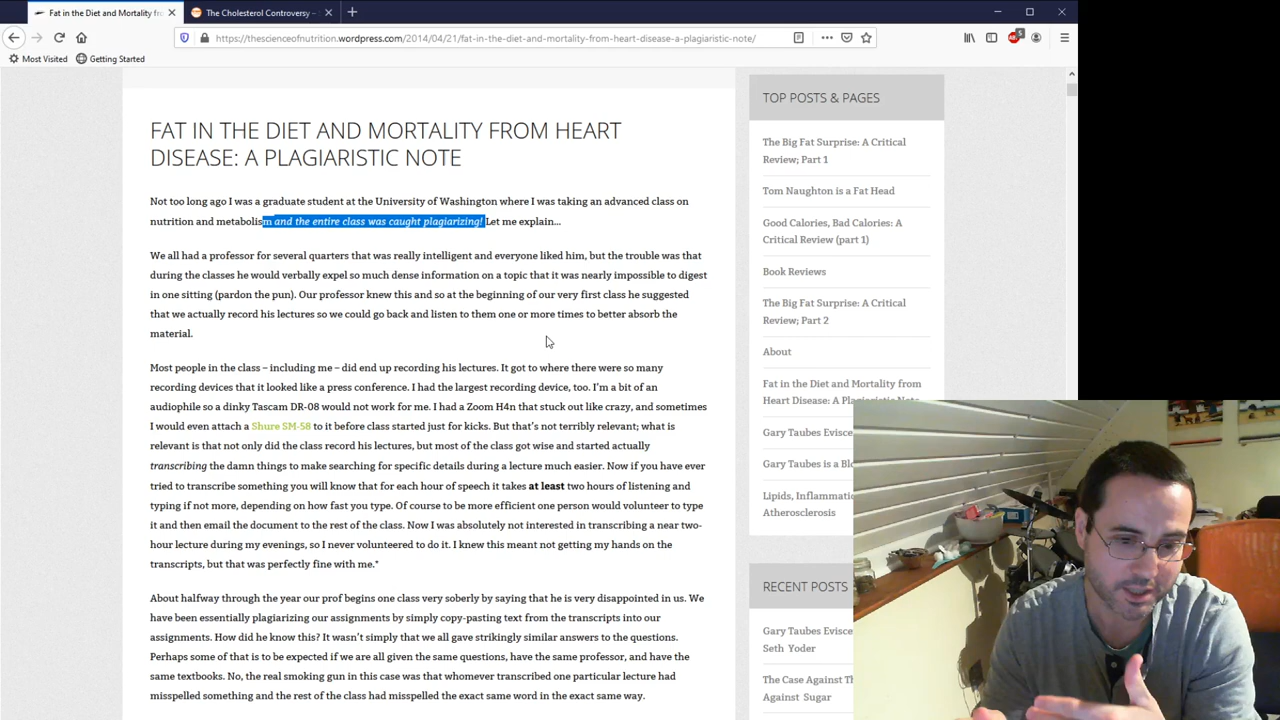 Fat in the Diet and Mortality from
The Cholesterol Controversy –
https://thescienceofnutrition.wordpress.com/2014/04/21/fat-in-the-diet-and-mortality-from-heart-disease-a-plagiaristic-note/
5
Most Visited
Getting Started
FAT IN THE DIET AND MORTALITY FROM HEART
DISEASE: A PLAGIARISTIC NOTE
Not too long ago I was a graduate student at the University of Washington where I was taking an advanced class on
nutrition and metabolism and the entire class was caught plagiarizing! Let me explain...
We all had a professor for several quarters that was really intelligent and everyone liked him, but the trouble was that
during the classes he would verbally expel so much dense information on a topic that it was nearly impossible to digest
in one sitting (pardon the pun). Our professor knew this and so at the beginning of our very first class he suggested
that we actually record his lectures so we could go back and listen to them one or more times to better absorb the
material.
Most people in the class – including me – did end up recording his lectures. It got to where there were so many
recording devices that it looked like a press conference. I had the largest recording device, too. I'm a bit of an
audiophile so a dinky Tascam DR-08 would not work for me. I had a Zoom H4n that stuck out like crazy, and sometimes
I would even attach a Shure SM-58 to it before class started just for kicks. But that's not terribly relevant; what is
relevant is that not only did the class record his lectures, but most of the class got wise and started actually
transcribing the damn things to make searching for specific details during a lecture much easier. Now if you have ever
tried to transcribe something you will know that for each hour of speech it takes at least two hours of listening and
typing if not more, depending on how fast you type. Of course to be more efficient one person would volunteer to type
it and then email the document to the rest of the class. Now I was absolutely not interested in transcribing a near two-
hour lecture during my evenings, so I never volunteered to do it. I knew this meant not getting my hands on the
transcripts, but that was perfectly fine with me.*
About halfway through the year our prof begins one class very soberly by saying that he is very disappointed in us. We
have been essentially plagiarizing our assignments by simply copy-pasting text from the transcripts into our
assignments. How did he know this? It wasn't simply that we all gave strikingly similar answers to the questions.
Perhaps some of that is to be expected if we are all given the same questions, have the same professor, and have the
same textbooks. No, the real smoking gun in this case was that whomever transcribed one particular lecture had
misspelled something and the rest of the class had misspelled the exact same word in the exact same way.
TOP POSTS & PAGES
The Big Fat Surprise: A Critical
Review; Part 1
Tom Naughton is a Fat Head
Good Calories, Bad Calories: A
Critical Review (part 1)
Book Reviews
The Big Fat Surprise: A Critical
Review; Part 2
About
Fat in the Diet and Mortality from
Heart Disease: A Plagiaristic Note
Gary Taubes Evisce
Gary Taubes is a Blo
Lipids, Inflammatio
Atherosclerosis
RECENT POSTS
Gary Taubes Evisce
Seth Yoder
The Case Against Th
Against Sugar